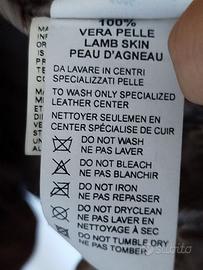 100%
VERA PELLE
LAMB SKIN
PEAU D'AGNEAU
DA LAVARE IN CENTRI
SPECIALIZZATI PELLE
TO WASH ONLY SPECIALIZED
LEATHER CENTER
NETTOYER SEULEMEN EN
CENTER SPÉCIALISE DE CUIR
DO NOT WASH
NE PAS LAVER
DO NOT BLEACH
NE PAS BLANCHIR
DO NOT IRON
NE PAS REPASSER
DO NOT DRYCLEAN
NE PAS LAVER
EN NETTOYAGE À SEC
DO NOT TUMBLE DRY
NE PAS TOMBER
subito